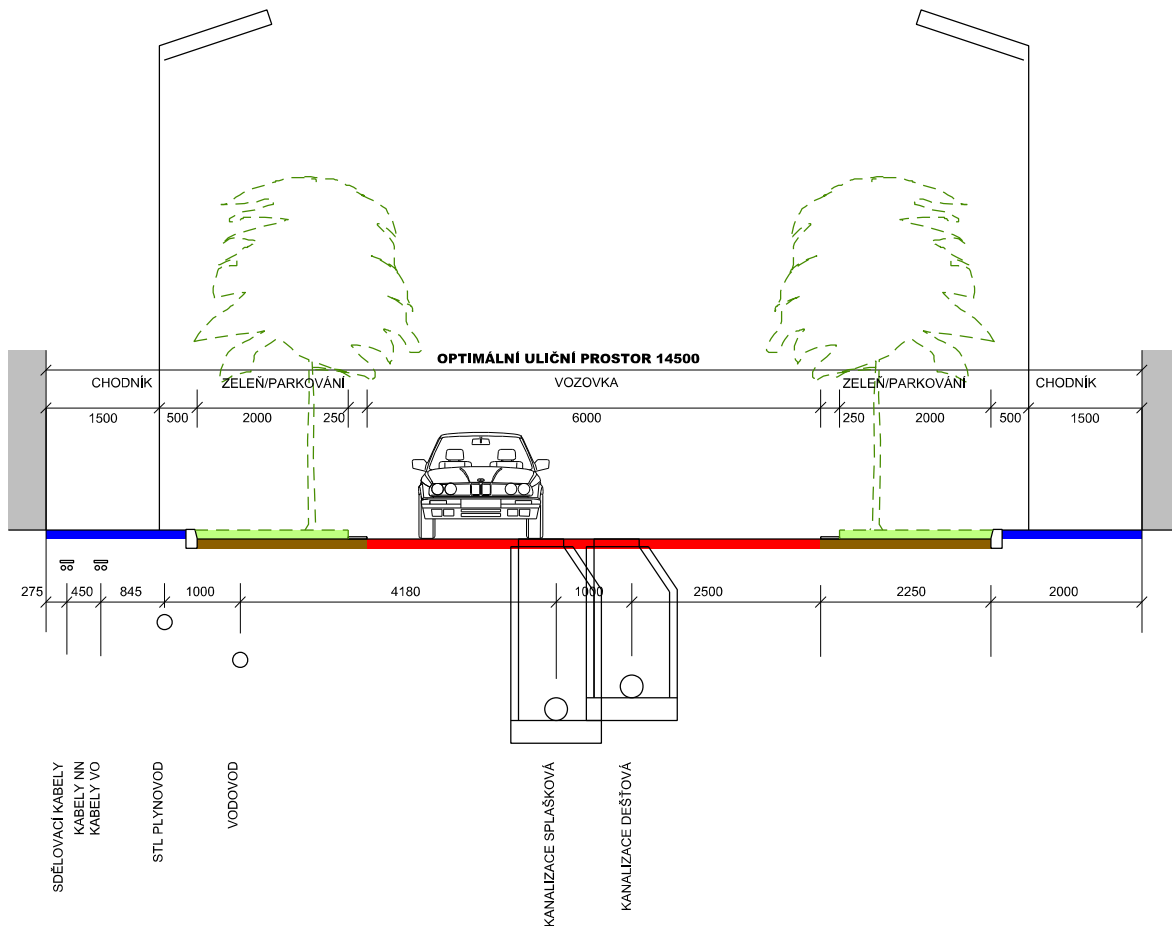 OPTIMÁLNÍ ULIČNÍ PROSTOR 14500
CHODNÍK ZELEŇ/PARKOVÁNÍ VOZOVKA ZELEŇ/PARKOVÁNÍ CHODNÍK
1500 500 2000 250 6000 250 2000 500 1500
275 450 845 1000 4180 1000 2500 2250 2000
SDĚLOVACÍ KABELY
KABELY NN
KABELY VO
STL PLYNOVOD
VODOVOD
KANALIZACE SPLAŠKOVÁ
KANALIZACE DEŠŤOVÁ